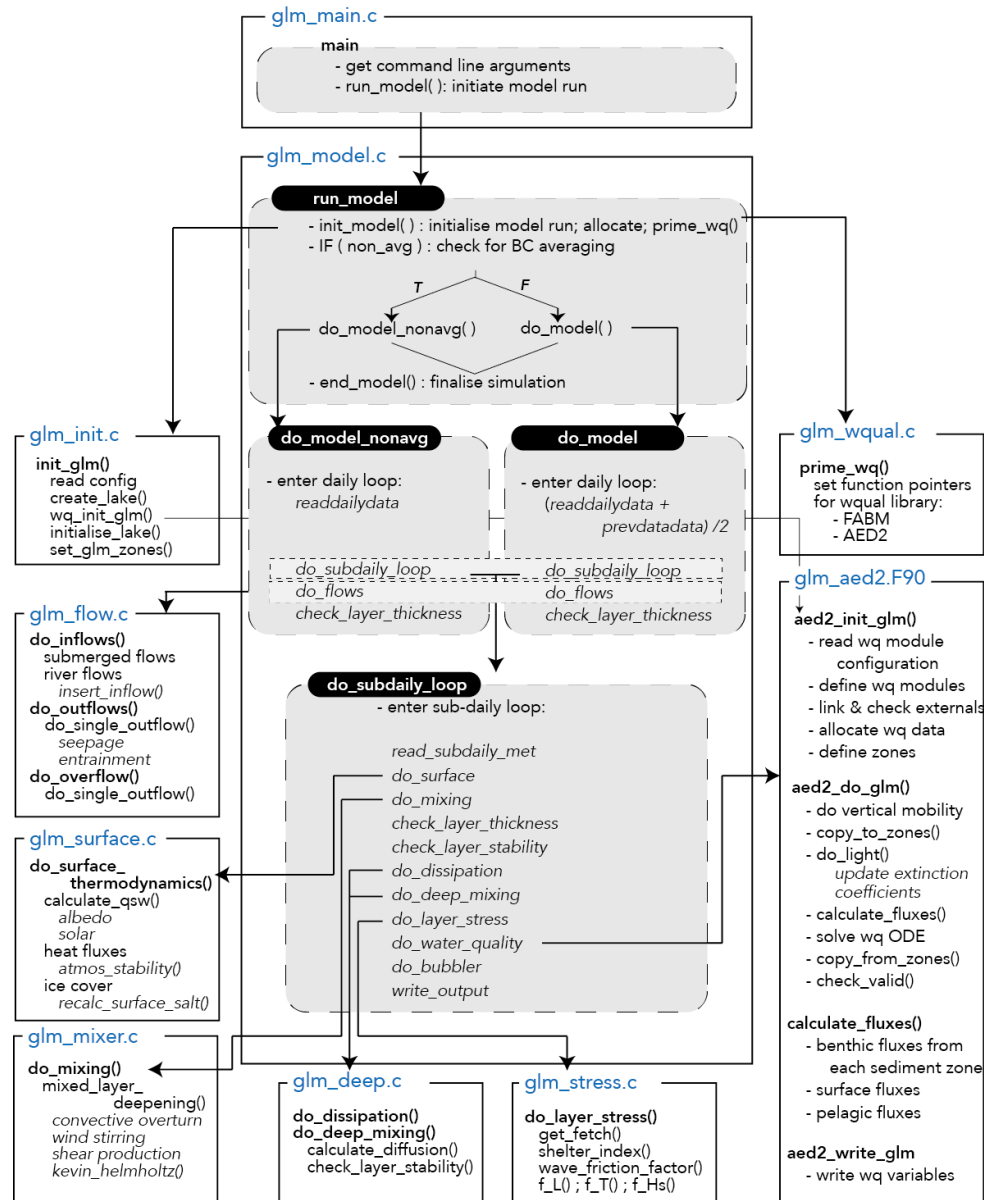 glm_main.c
main
- get command line arguments
- run_model( ): initiate model run
glm_model.c
run_model
- init_model( ) : initialise model run; allocate; prime_wq()
- IF ( non_avg ) : check for BC averaging
T
F
do_model_nonavg( )
do_model( )
- end_model() : finalise simulation
glm_init.c
init_glm()
read config
create_lake()
wq_init_glm()
initialise_lake()
set_glm_zones()
do_model_nonavg
- enter daily loop:
readdailydata
do_subdaily_loop
do_flows
check_layer_thickness
do_model
- enter daily loop:
(readdailydata +
prevdatadata) /2
do_subdaily_loop
do_flows
check_layer_thickness
glm_wqual.c
prime_wq()
set function pointers
for wqual library:
- FABM
- AED2
glm_flow.c
do_inflows()
submerged flows
river flows
insert_inflow()
do_outflows()
do_single_outflow()
seepage
entrainment
do_overflow()
do_single_outflow()
do_subdaily_loop
- enter sub-daily loop:
read_subdaily_met
do_surface
do_mixing
check_layer_thickness
check_layer_stability
do_dissipation
do_deep_mixing
do_layer_stress
do_water_quality
do_bubbler
write_output
glm_aed2.F90
aed2_init_glm()
- read wq module
configuration
- define wq modules
- link & check externals
- allocate wq data
- define zones
aed2_do_glm()
- do vertical mobility
- copy_to_zones()
- do_light()
update extinction
coefficients
- calculate_fluxes()
- solve wq ODE
- copy_from_zones()
- check_valid()
calculate_fluxes()
- benthic fluxes from
each sediment zone
- surface fluxes
- pelagic fluxes
aed2_write_glm
- write wq variables
glm_surface.c
do_surface_
thermodynamics()
calculate_qsw()
albedo
solar
heat fluxes
atmos_stability()
ice cover
recalc_surface_salt()
glm_mixer.c
do_mixing()
mixed_layer_
deepening()
convective overturn
wind stirring
shear production
kevin_helmholtz()
glm_deep.c
do_dissipation()
do_deep_mixing()
calculate_diffusion()
check_layer_stability()
glm_stress.c
do_layer_stress()
get_fetch()
shelter_index()
wave_friction_factor()
f_L() ; f_T() ; f_Hs()